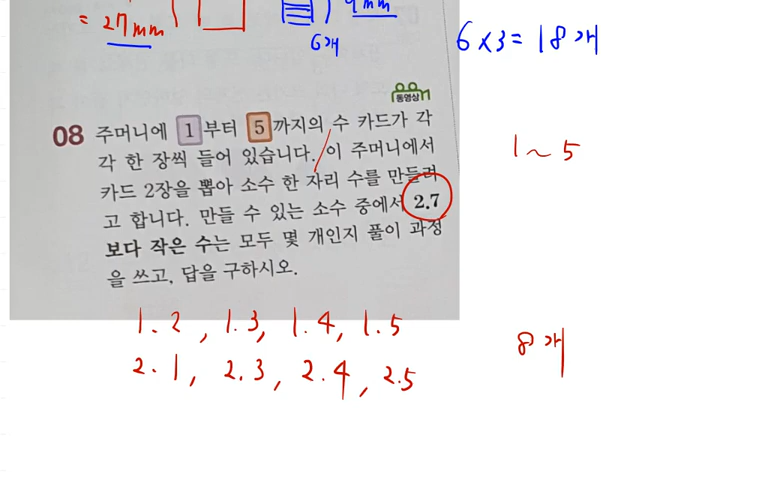 = 27mm
6개
9mm
6×3=18개
동영상
08 주머니에 1 부터 5 까지의 수 카드가 각
각 한 장씩 들어 있습니다. 이 주머니에서
카드 2장을 뽑아 소수 한 자리 수를 만들려
고 합니다. 만들 수 있는 소수 중에서 2.7
보다 작은 수는 모두 몇 개인지 풀이 과정
을 쓰고, 답을 구하시오.
1~5
1.2, 1.3, 1.4, 1.5
2.1, 2.3, 2.4, 2.5
8개